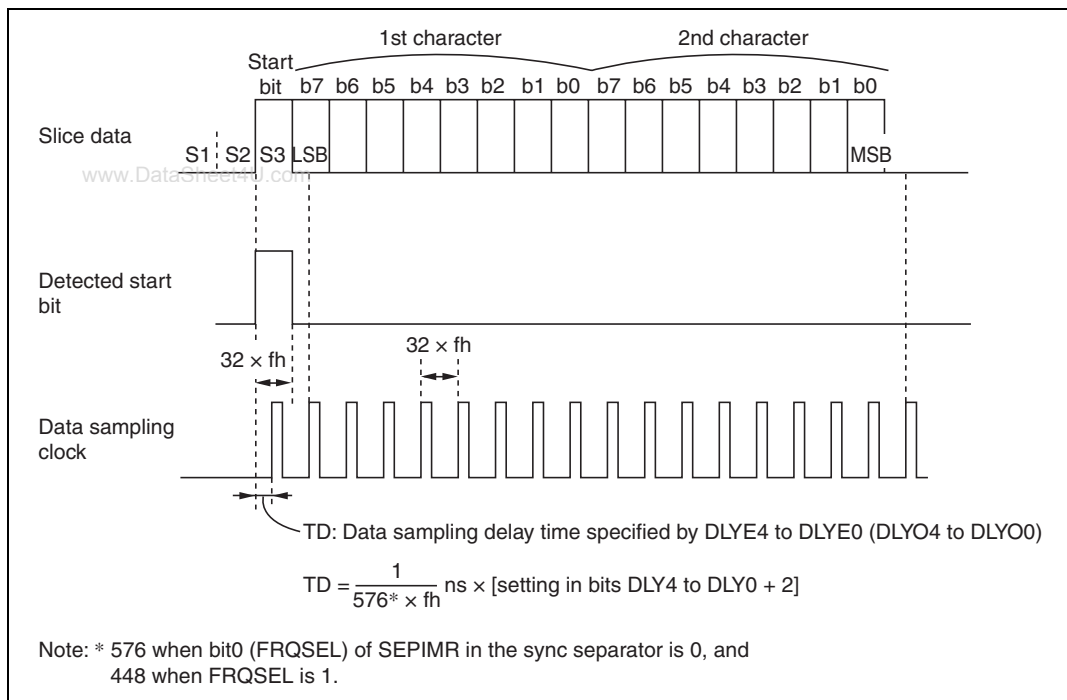 1st character 2nd character
Start
bit b7 b6 b5 b4 b3 b2 b1 b0 b7 b6 b5 b4 b3 b2 b1 b0
Slice data
S1 S2 S3 LSB MSB
www.DataSheet4U.com
Detected start
bit
32 × fh 32 × fh
Data sampling
clock
TD: Data sampling delay time specified by DLYE4 to DLYE0 (DLYO4 to DLYO0)
TD = 1 / 576* × fh ns × [setting in bits DLY4 to DLY0 + 2]
Note: * 576 when bit0 (FRQSEL) of SEPIMR in the sync separator is 0, and
448 when FRQSEL is 1.